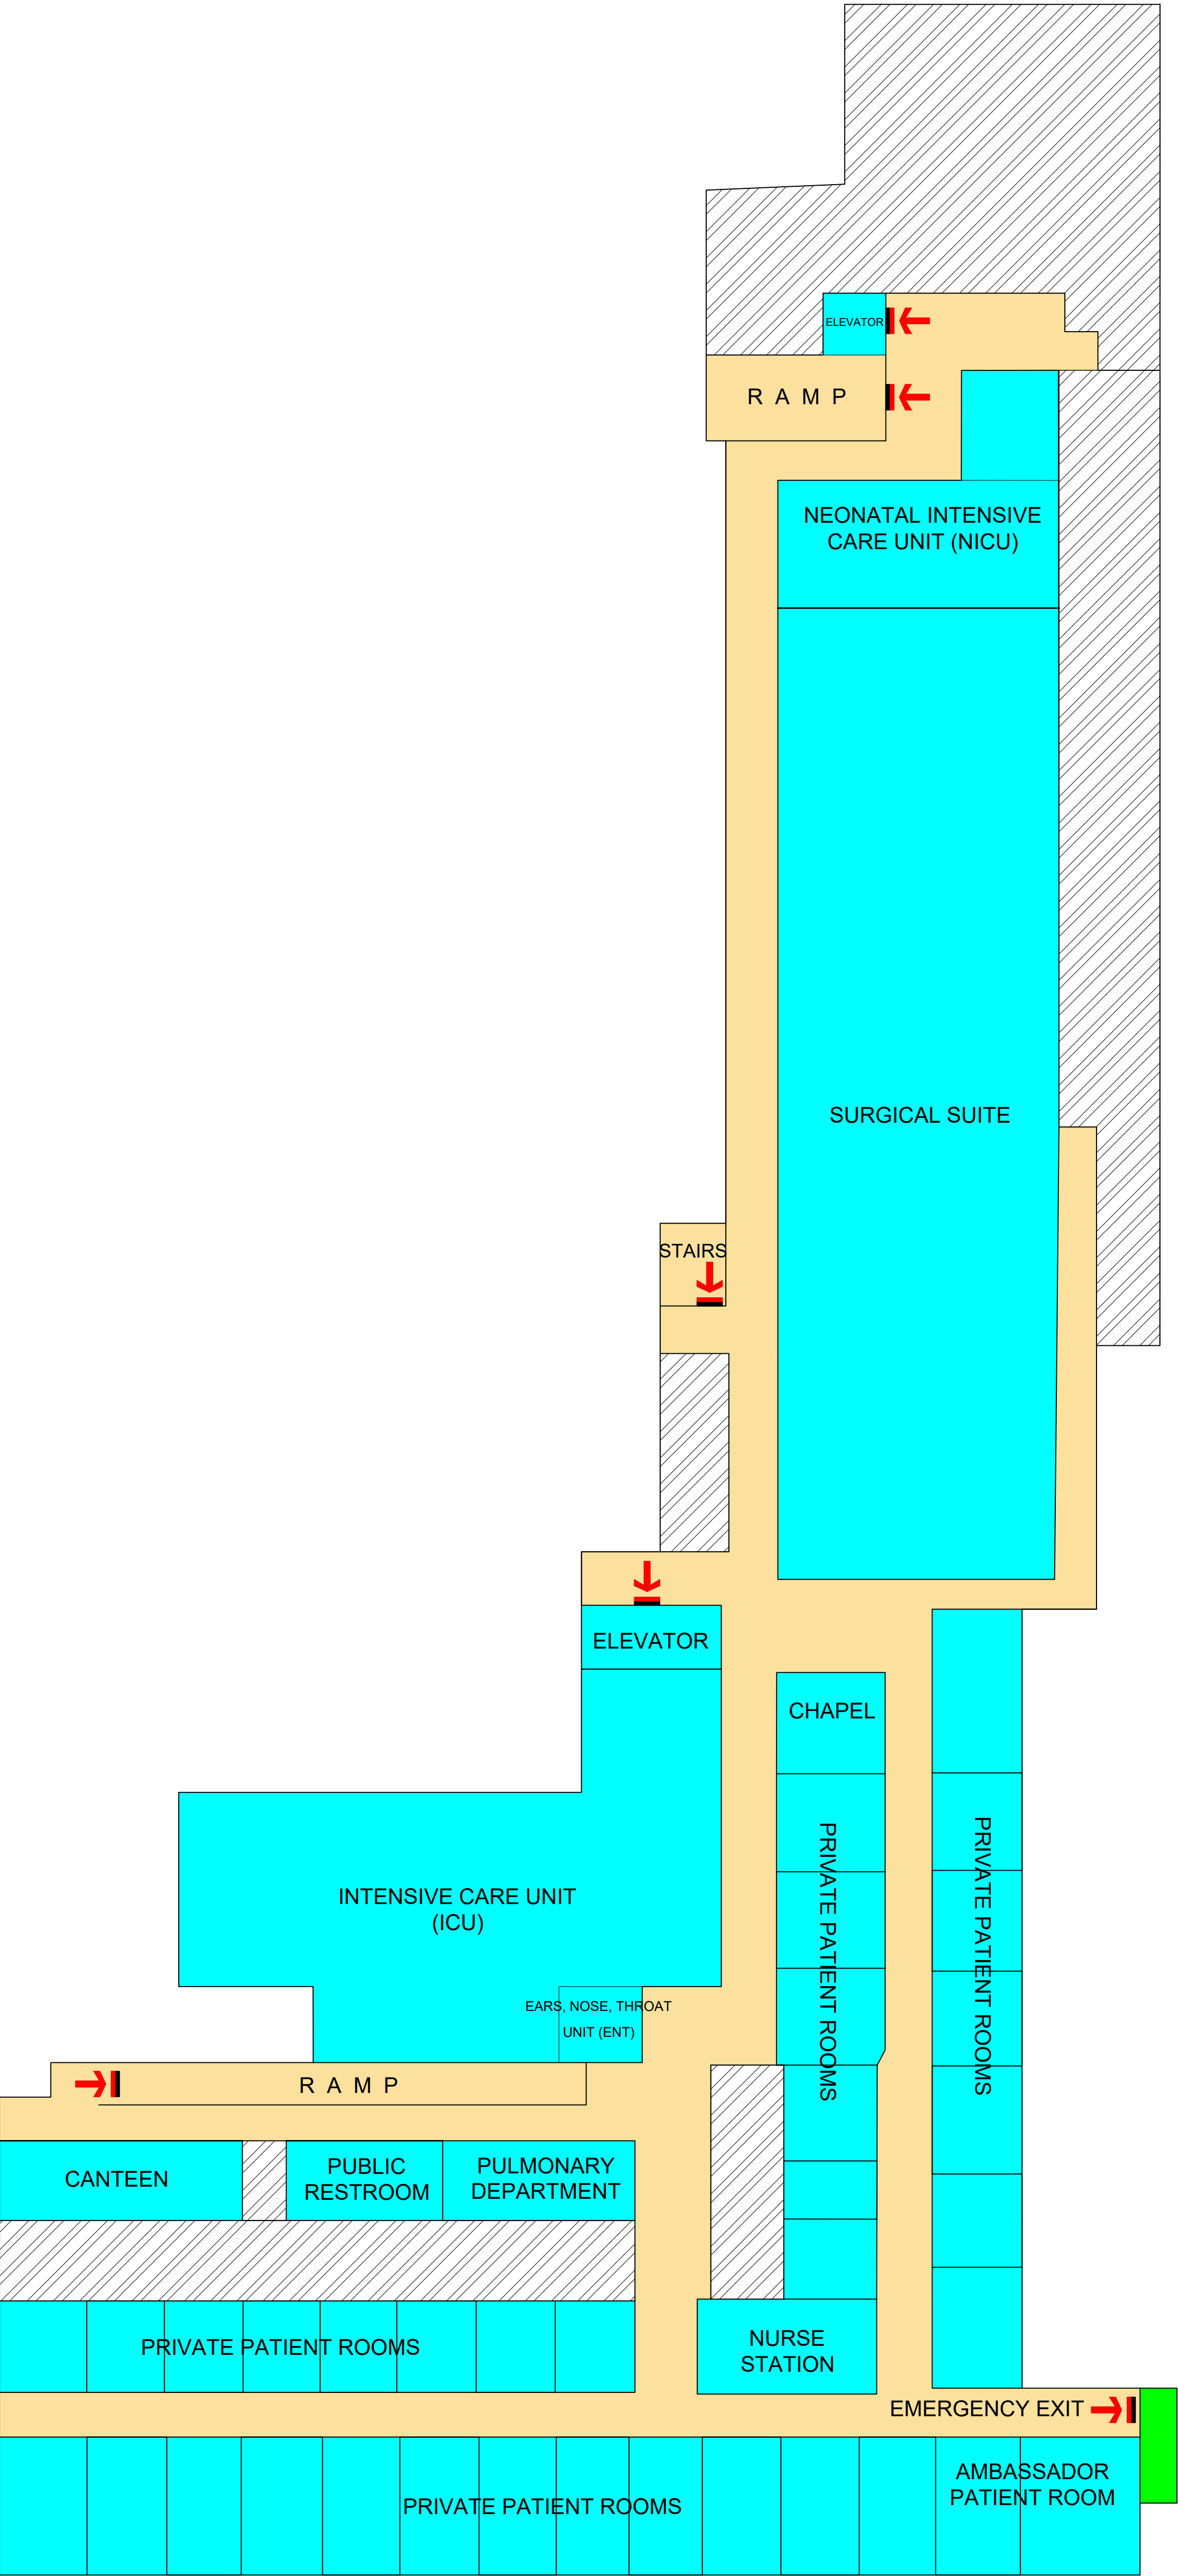 ELEVATOR
R A M P
NEONATAL INTENSIVE
CARE UNIT (NICU)
SURGICAL SUITE
STAIRS
ELEVATOR
CHAPEL
PRIVATE PATIENT ROOMS
PRIVATE PATIENT ROOMS
INTENSIVE CARE UNIT
(ICU)
EARS, NOSE, THROAT
UNIT (ENT)
R A M P
CANTEEN
PUBLIC
RESTROOM
PULMONARY
DEPARTMENT
PRIVATE PATIENT ROOMS
NURSE
STATION
EMERGENCY EXIT
AMBASSADOR
PATIENT ROOM
PRIVATE PATIENT ROOMS